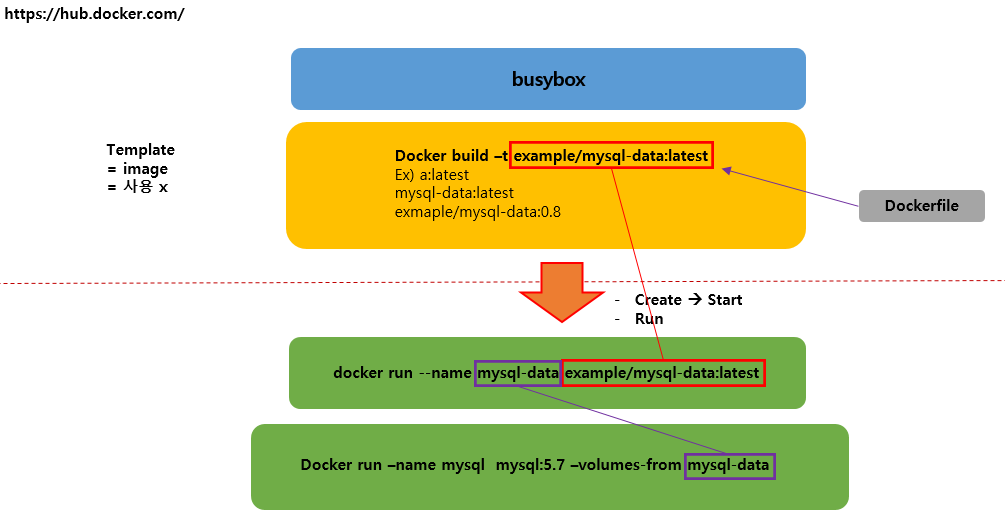 https://hub.docker.com/
busybox
Template
= image
= 사용 x
Docker build –t example/mysql-data:latest
Ex) a:latest
mysql-data:latest
exmaple/mysql-data:0.8
Dockerfile
- Create → Start
- Run
docker run --name mysql-data example/mysql-data:latest
Docker run –name mysql mysql:5.7 –volumes-from mysql-data